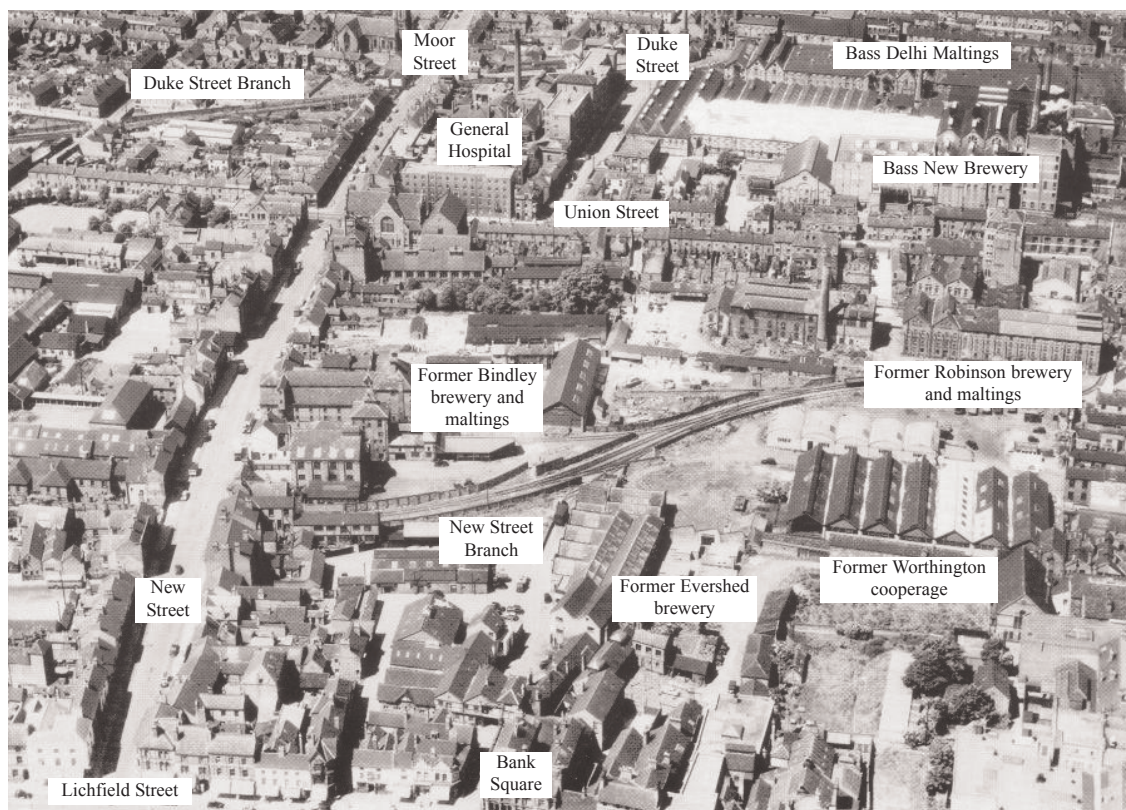 Moor
Street
Duke
Street
Bass Delhi Maltings
Duke Street Branch
General
Hospital
Bass New Brewery
Union Street
Former Bindley
brewery and
maltings
Former Robinson brewery
and maltings
New Street
Branch
Former Worthington
cooperage
New
Street
Former Evershed
brewery
Bank
Square
Lichfield Street